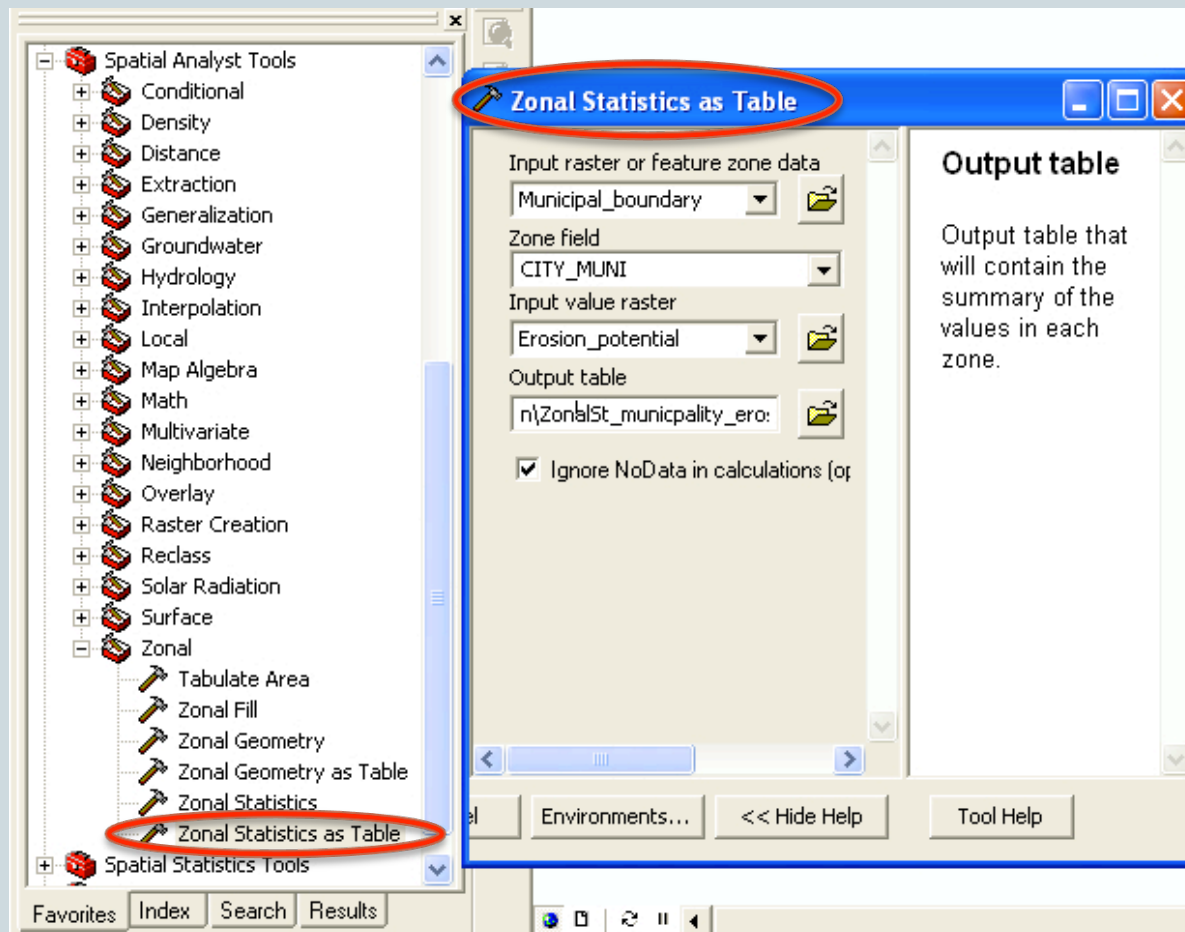 Spatial Analyst Tools
Conditional
Density
Distance
Extraction
Generalization
Groundwater
Hydrology
Interpolation
Local
Map Algebra
Math
Multivariate
Neighborhood
Overlay
Raster Creation
Reclass
Solar Radiation
Surface
Zonal
Tabulate Area
Zonal Fill
Zonal Geometry
Zonal Geometry as Table
Zonal Statistics
Zonal Statistics as Table
Spatial Statistics Tools
Favorites Index Search Results
Zonal Statistics as Table
Input raster or feature zone data
Municipal_boundary
Zone field
CITY_MUNI
Input value raster
Erosion_potential
Output table
n\ZonalSt_municpality_ero:
Ignore NoData in calculations (op
Output table
Output table that
will contain the
summary of the
values in each
zone.
el Environments... << Hide Help Tool Help